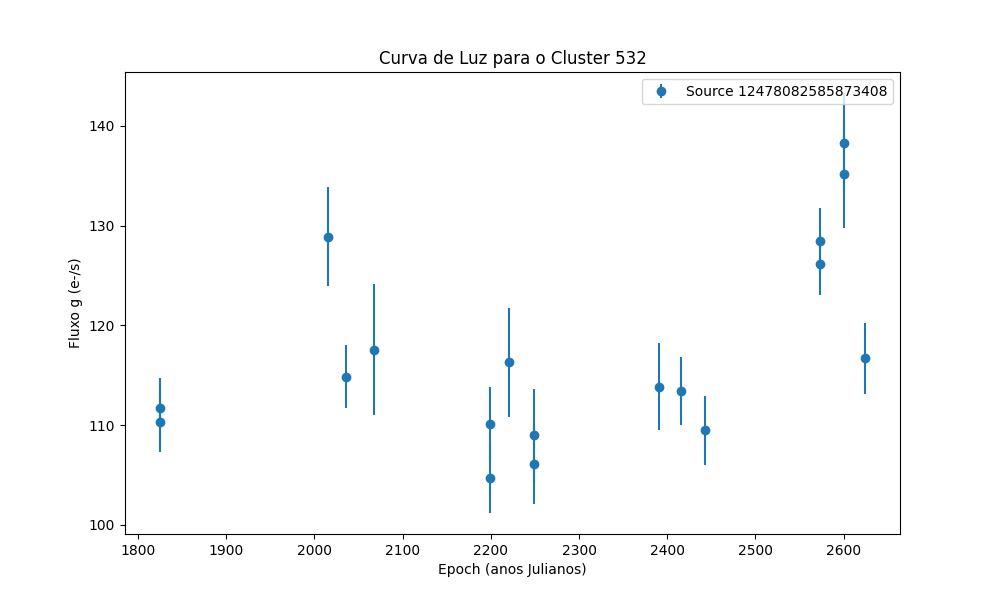 Curva de Luz para o Cluster 532
Source 12478082585873408
Fluxo g (e-/s)
140
130
120
110
100
1800 1900 2000 2100 2200 2300 2400 2500 2600
Epoch (anos Julianos)